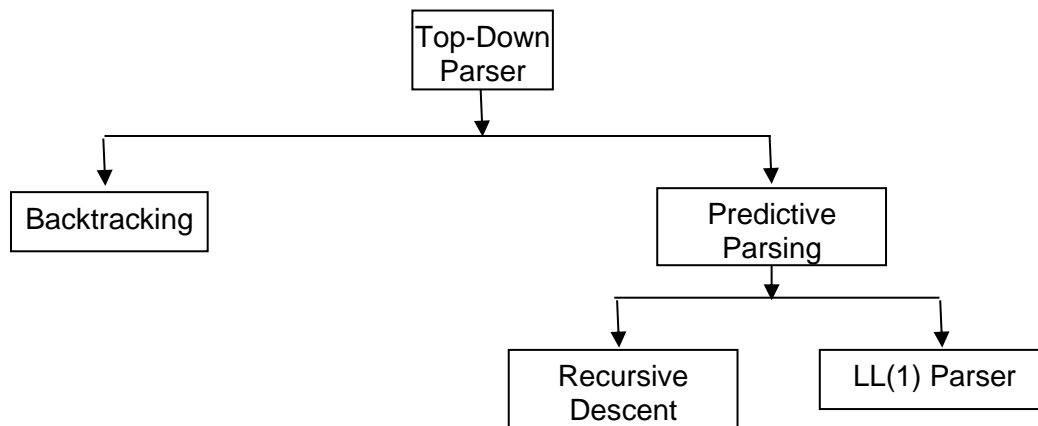 Top-Down
Parser
Backtracking
Predictive
Parsing
Recursive
Descent
LL(1) Parser